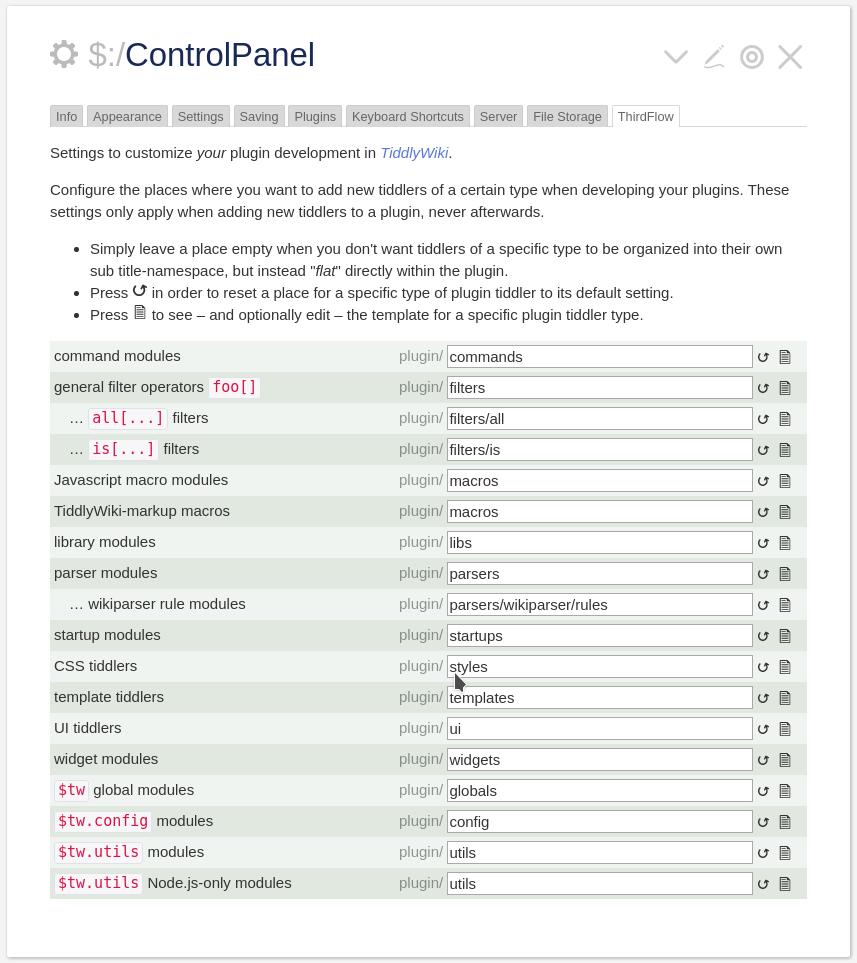 $:/ControlPanel
Info Appearance Settings Saving Plugins Keyboard Shortcuts Server File Storage ThirdFlow
Settings to customize your plugin development in TiddlyWiki.
Configure the places where you want to add new tiddlers of a certain type when developing your plugins. These
settings only apply when adding new tiddlers to a plugin, never afterwards.
• Simply leave a place empty when you don't want tiddlers of a specific type to be organized into their own
sub title-namespace, but instead "flat" directly within the plugin.
• Press in order to reset a place for a specific type of plugin tiddler to its default setting.
• Press to see – and optionally edit – the template for a specific plugin tiddler type.
command modules plugin/ commands
general filter operators foo[] plugin/ filters
… all[...] filters plugin/ filters/all
… is[...] filters plugin/ filters/is
Javascript macro modules plugin/ macros
TiddlyWiki-markup macros plugin/ macros
library modules plugin/ libs
parser modules plugin/ parsers
… wikiparser rule modules plugin/ parsers/wikiparser/rules
startup modules plugin/ startups
CSS tiddlers plugin/ styles
template tiddlers plugin/ templates
UI tiddlers plugin/ ui
widget modules plugin/ widgets
$tw global modules plugin/ globals
$tw.config modules plugin/ config
$tw.utils modules plugin/ utils
$tw.utils Node.js-only modules plugin/ utils